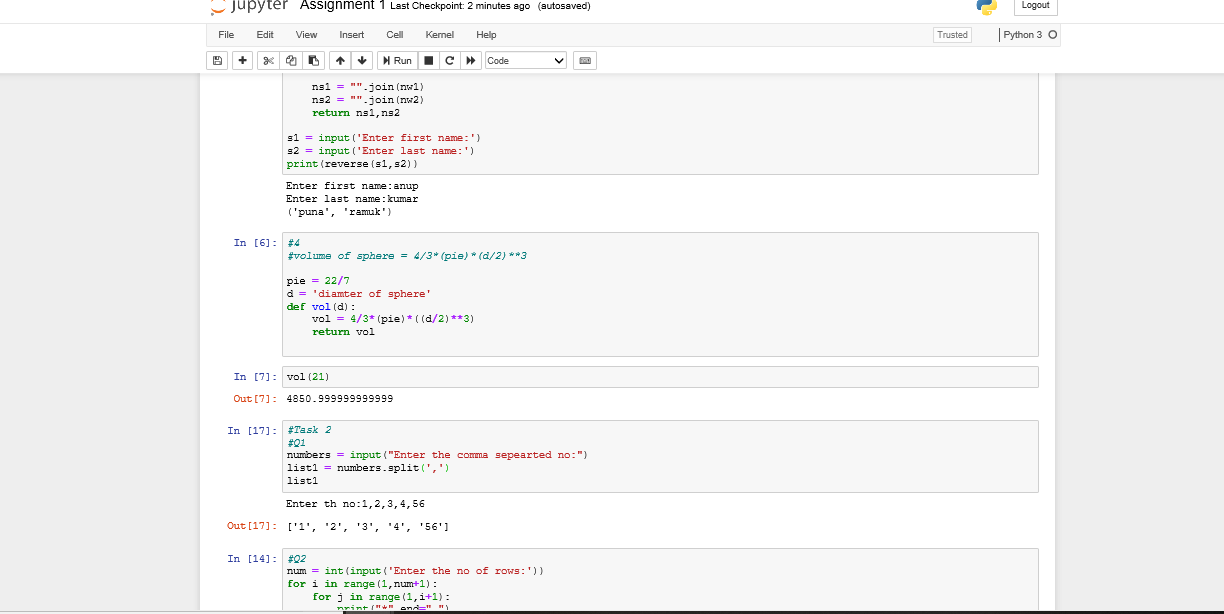 jupyter Assignment 1 Last Checkpoint: 2 minutes ago (autosaved)
Logout
File Edit View Insert Cell Kernel Help
Trusted Python 3
Run Code
ns1 = "".join(nw1)
ns2 = "".join(nw2)
return ns1,ns2
s1 = input('Enter first name:')
s2 = input('Enter last name:')
print(reverse(s1,s2))
Enter first name:anup
Enter last name:kumar
('puna', 'ramuk')
In [6]: #4
#volume of sphere = 4/3*(pie)*(d/2)**3
pie = 22/7
d = 'diamter of sphere'
def vol(d):
vol = 4/3*(pie)*((d/2)**3)
return vol
In [7]: vol(21)
Out[7]: 4850.999999999999
In [17]: #Task 2
#Q1
numbers = input("Enter the comma sepearted no:")
list1 = numbers.split(',')
list1
Enter th no:1,2,3,4,56
Out[17]: ['1', '2', '3', '4', '56']
In [14]: #Q2
num = int(input('Enter the no of rows:'))
for i in range(1,num+1):
for j in range(1,i+1):
print("*",end=" ")